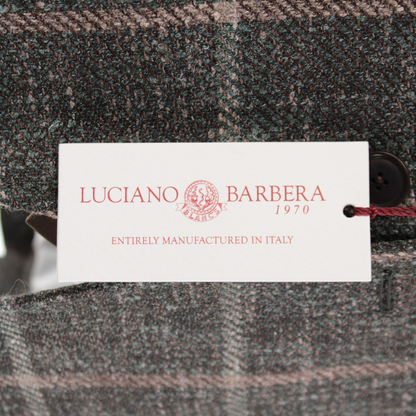 LUCIANO BARBERA
1970
ENTIRELY MANUFACTURED IN ITALY